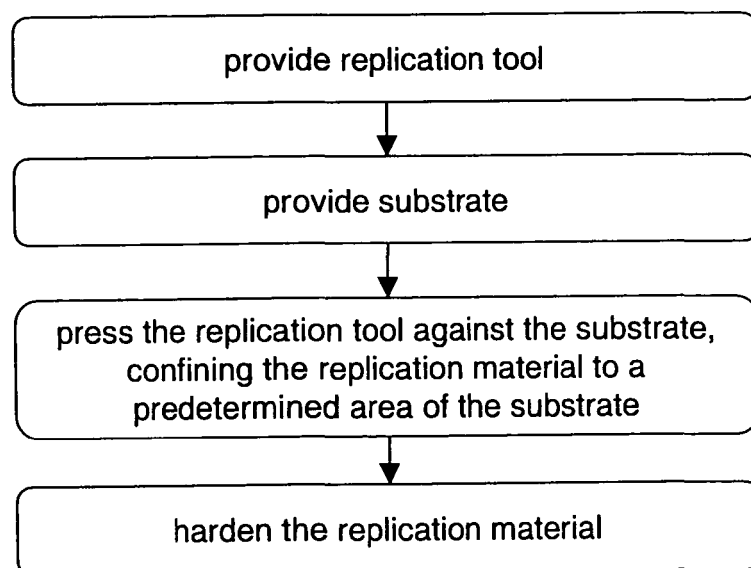 provide replication tool
provide substrate
press the replication tool against the substrate,
confining the replication material to a
predetermined area of the substrate
harden the replication material